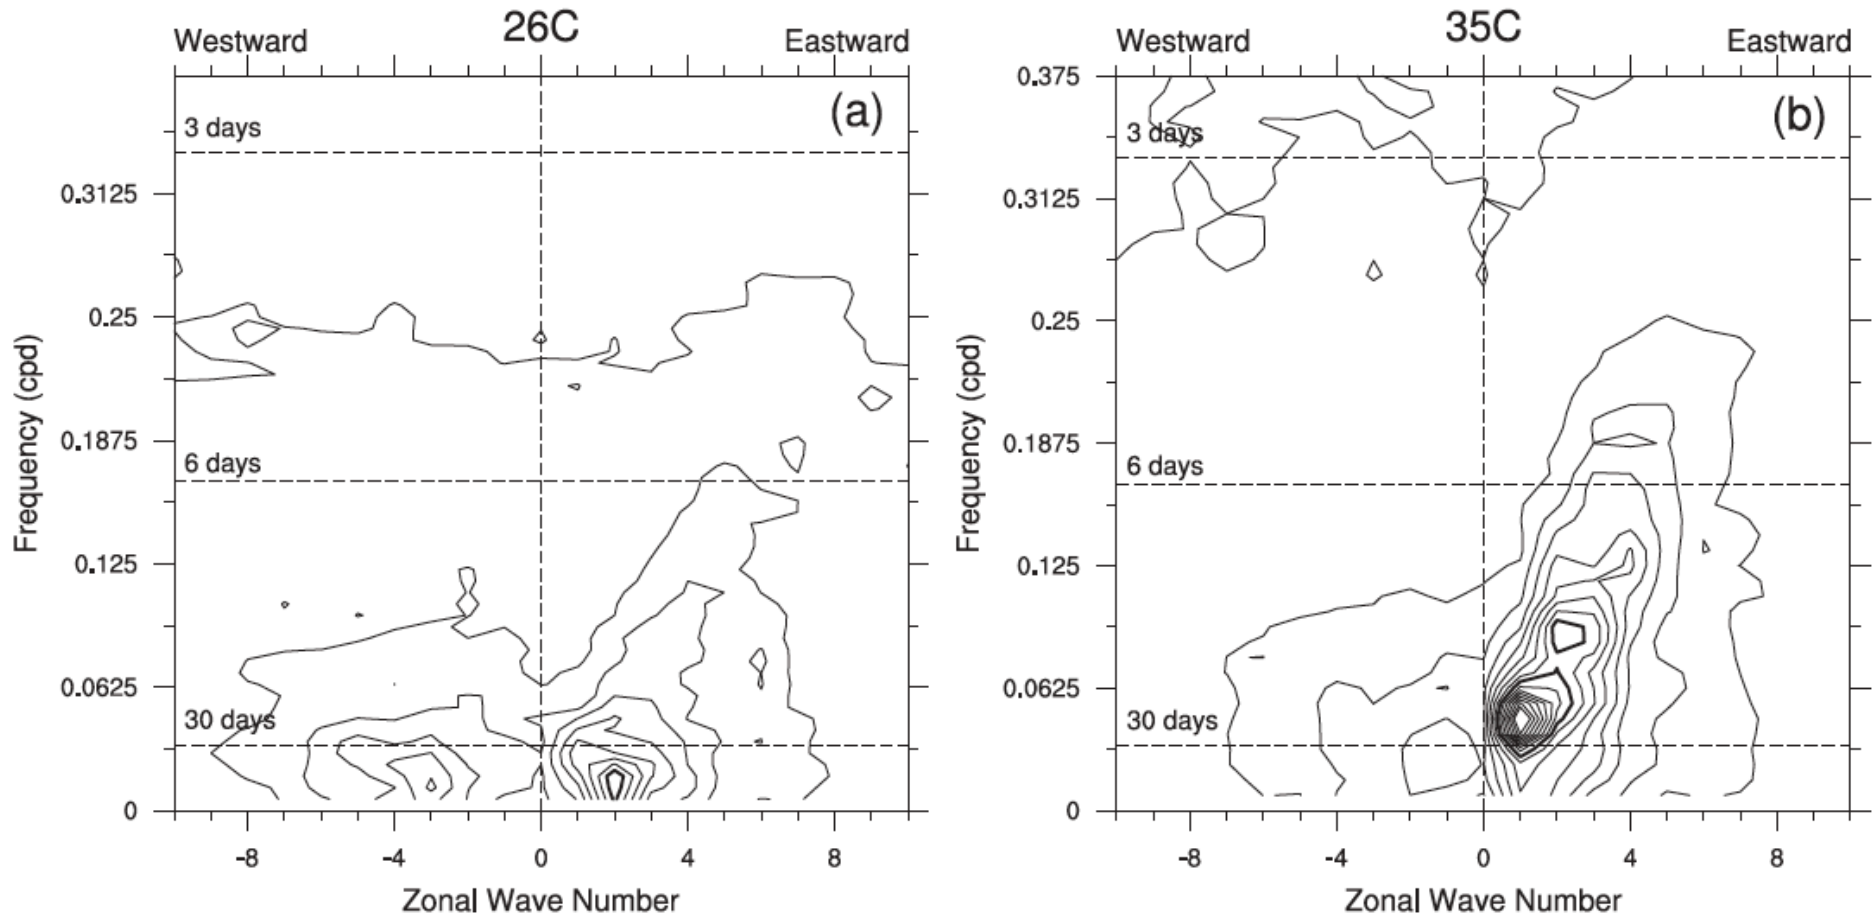 26C
Westward
Eastward
(a)
3 days
0.3125
0.25
0.1875
6 days
0.125
0.0625
30 days
0
-8 -4 0 4 8
Frequency (cpd)
Zonal Wave Number
35C
Westward
Eastward
(b)
0.375
3 days
0.3125
0.25
0.1875
6 days
0.125
0.0625
30 days
0
-8 -4 0 4 8
Frequency (cpd)
Zonal Wave Number